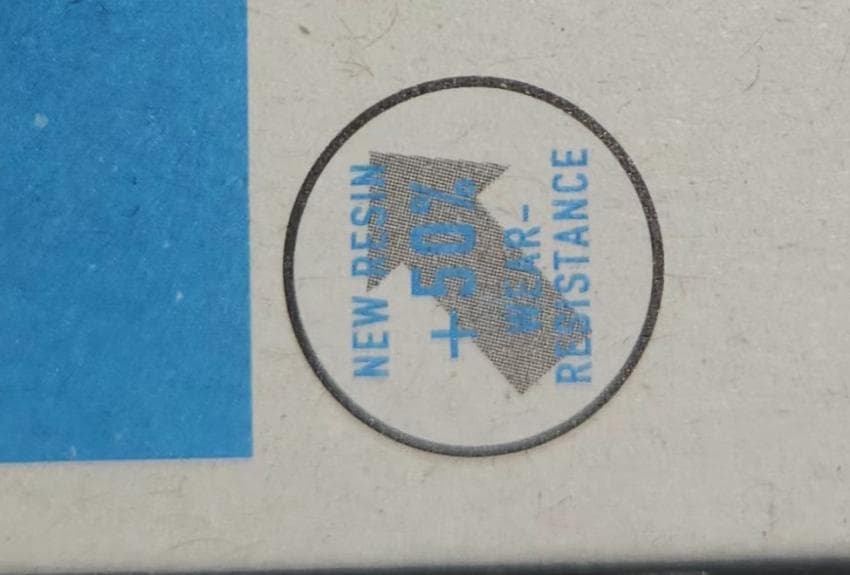 NEW RESIN
+50%
WEAR-
RESISTANCE